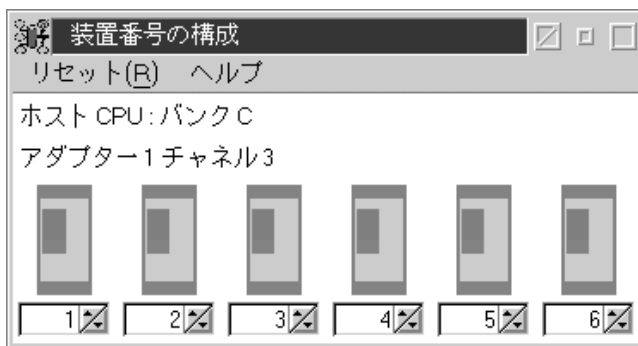 装置番号の構成
リセット(R) ヘルプ
ホスト CPU : バンク C
アダプター 1 チャネル 3
1 2 3 4 5 6